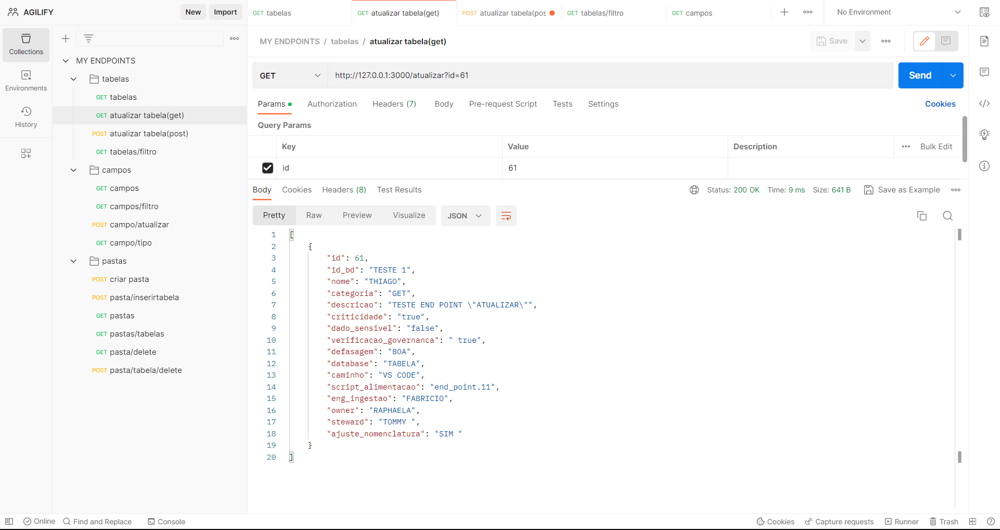 AGILIFY
New
Import
GET tabelas
GET atualizar tabela(get)
POST atualizar tabela(pos
GET tabelas/filtro
GET campos
No Environment
Collections
Environments
History
MY ENDPOINTS
tabelas
GET tabelas
GET atualizar tabela(get)
POST atualizar tabela(post)
GET tabelas/filtro
campos
GET campos
GET campos/filtro
POST campo/atualizar
GET campo/tipo
pastas
POST criar pasta
POST pasta/inserirtabela
GET pastas
GET pastas/tabelas
GET pasta/delete
POST pasta/tabela/delete
MY ENDPOINTS / tabelas / atualizar tabela(get)
Save
GET
http://127.0.0.1:3000/atualizar?id=61
Send
Params
Authorization
Headers (7)
Body
Pre-request Script
Tests
Settings
Cookies
Query Params
Key
Value
Description
Bulk Edit
id
61
Body
Cookies
Headers (8)
Test Results
Status: 200 OK
Time: 9 ms
Size: 641 B
Save as Example
Pretty
Raw
Preview
Visualize
JSON
1 [
2 {
3 "id": 61,
4 "id_bd": "TESTE 1",
5 "nome": "THIAGO",
6 "categoria": "GET",
7 "descricao": "TESTE END POINT \"ATUALIZAR\"",
8 "criticidade": "true",
9 "dado_sensivel": "false",
10 "verificacao_governanca": " true",
11 "defasagem": "BOA",
12 "database": "TABELA",
13 "caminho": "VS CODE",
14 "script_alimentacao": "end_point.11",
15 "eng_ingestao": "FABRICIO",
16 "owner": "RAPHAELA",
17 "steward": "TOMMY ",
18 "ajuste_nomenclatura": "SIM "
19 }
20 ]
Online
Find and Replace
Console
Cookies
Capture requests
Runner
Trash